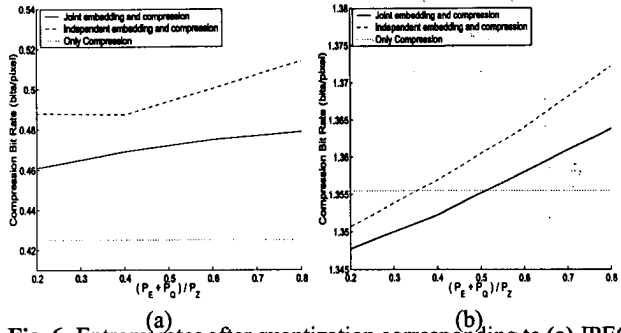 0.54
0.52
0.5
0.48
0.46
0.44
0.42
Compression Bit Rate (bits/pixel)
Joint embedding and compression
Independent embedding and compression
Only Compression
0.2 0.3 0.4 0.5 0.6 0.7 0.8
(P_E+P_Q)/P_Z
(a)
1.38
1.375
1.37
1.365
1.36
1.355
1.35
1.345
Compression Bit Rate (bits/pixel)
Joint embedding and compression
Independent embedding and compression
Only Compression
0.2 0.3 0.4 0.5 0.6 0.7 0.8
(P_E+P_Q)/P_Z
(b)
Fig. 6. Entropy rates after quantization corresponding to (a) JPEG